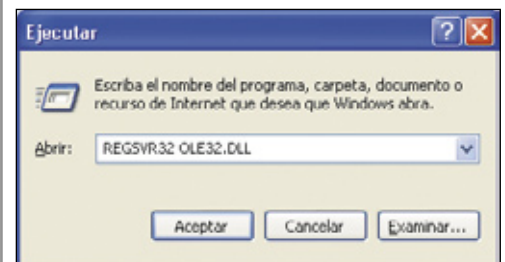 Ejecutar
Escriba el nombre del programa, carpeta, documento o
recurso de Internet que desea que Windows abra.
Abrir: REGSVR32 OLE32.DLL
Aceptar Cancelar Examinar...